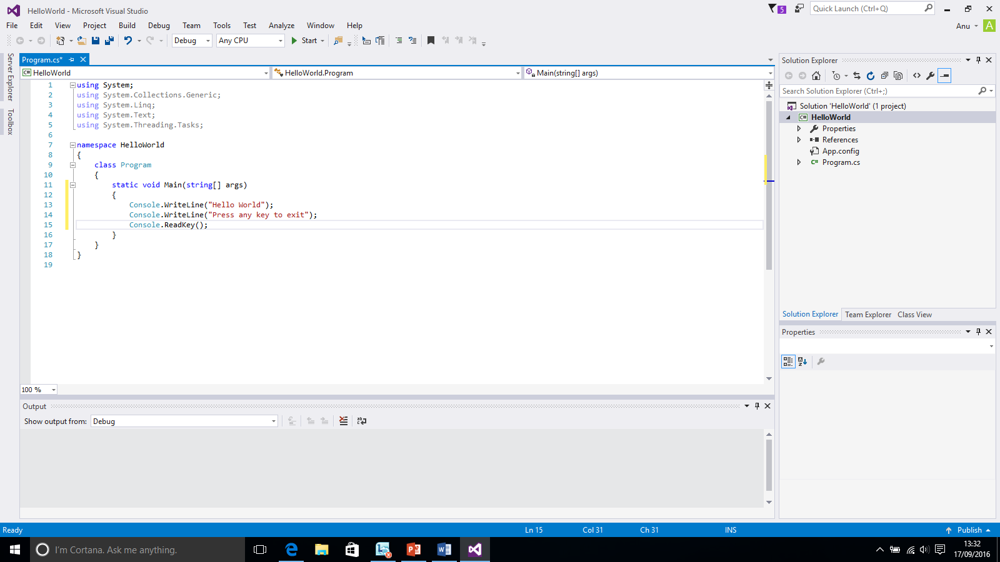 HelloWorld - Microsoft Visual Studio
5
Quick Launch (Ctrl+Q)
File Edit View Project Build Debug Team Tools Test Analyze Window Help
Anu A
Debug Any CPU Start
Server Explorer
Toolbox
Program.cs*
HelloWorld HelloWorld.Program Main(string[] args)
1 using System;
2 using System.Collections.Generic;
3 using System.Linq;
4 using System.Text;
5 using System.Threading.Tasks;
6
7 namespace HelloWorld
8 {
9 class Program
10 {
11 static void Main(string[] args)
12 {
13 Console.WriteLine("Hello World");
14 Console.WriteLine("Press any key to exit");
15 Console.ReadKey();
16 }
17 }
18 }
19
100 %
Output
Show output from: Debug
Solution Explorer
Search Solution Explorer (Ctrl+;)
Solution 'HelloWorld' (1 project)
C# HelloWorld
Properties
References
App.config
C# Program.cs
Solution Explorer Team Explorer Class View
Properties
Ready Ln 15 Col 31 Ch 31 INS Publish
I'm Cortana. Ask me anything.
13:32
17/09/2016